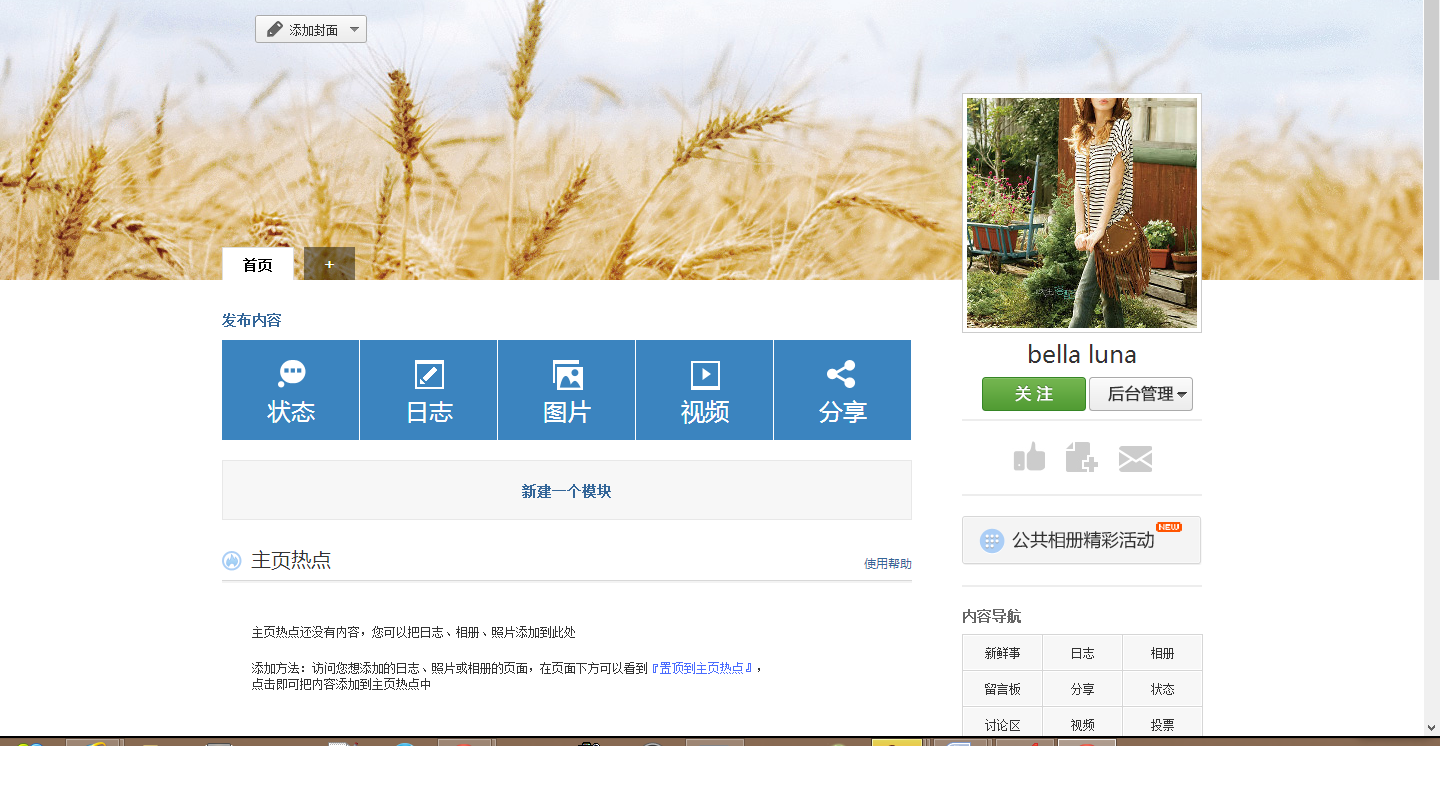 添加封面
首页
+
发布内容
状态
日志
图片
视频
分享
新建一个模块
主页热点
使用帮助
主页热点还没有内容，您可以把日志、相册、照片添加到此处
添加方法：访问您想添加的日志、照片或相册的页面，在页面下方可以看到『置顶到主页热点』，
点击即可把内容添加到主页热点中
bella luna
关注
后台管理
公共相册精彩活动
NEW
内容导航
新鲜事 日志 相册
留言板 分享 状态
讨论区 视频 投票